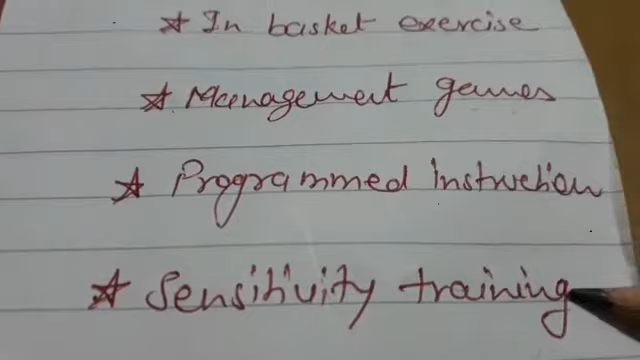 ☆ In basket exercise
☆ Management games
☆ Programmed instruction
☆ Sensitivity training